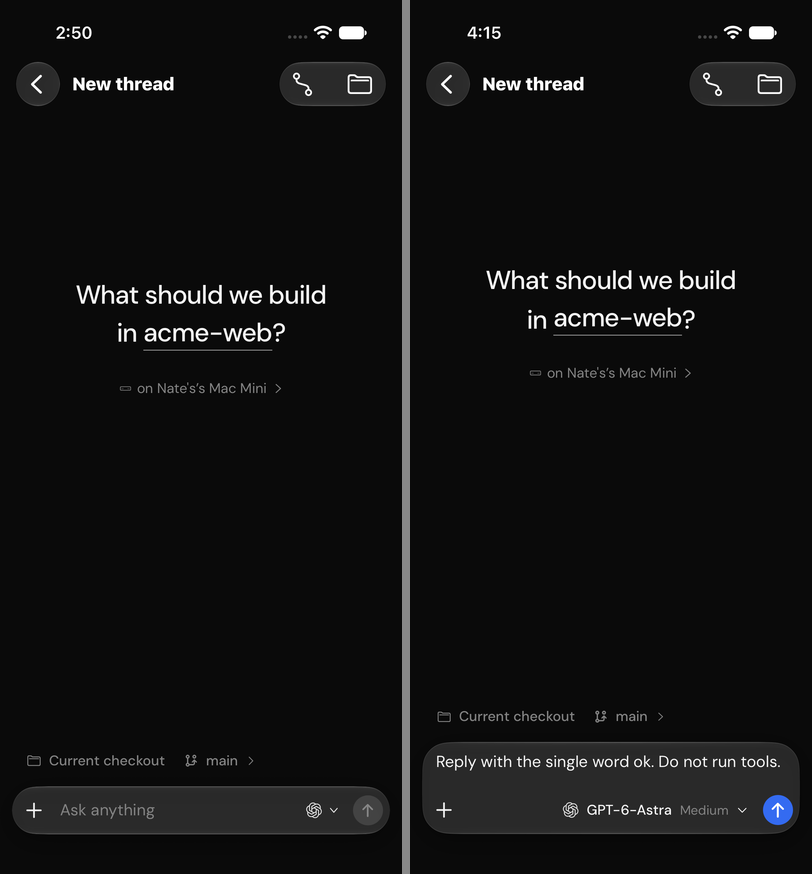 2:50
New thread
What should we build
in acme-web?
on Nate's's Mac Mini
Current checkout main
Ask anything
4:15
New thread
What should we build
in acme-web?
on Nate's's Mac Mini
Current checkout main
Reply with the single word ok. Do not run tools.
GPT-6-Astra Medium